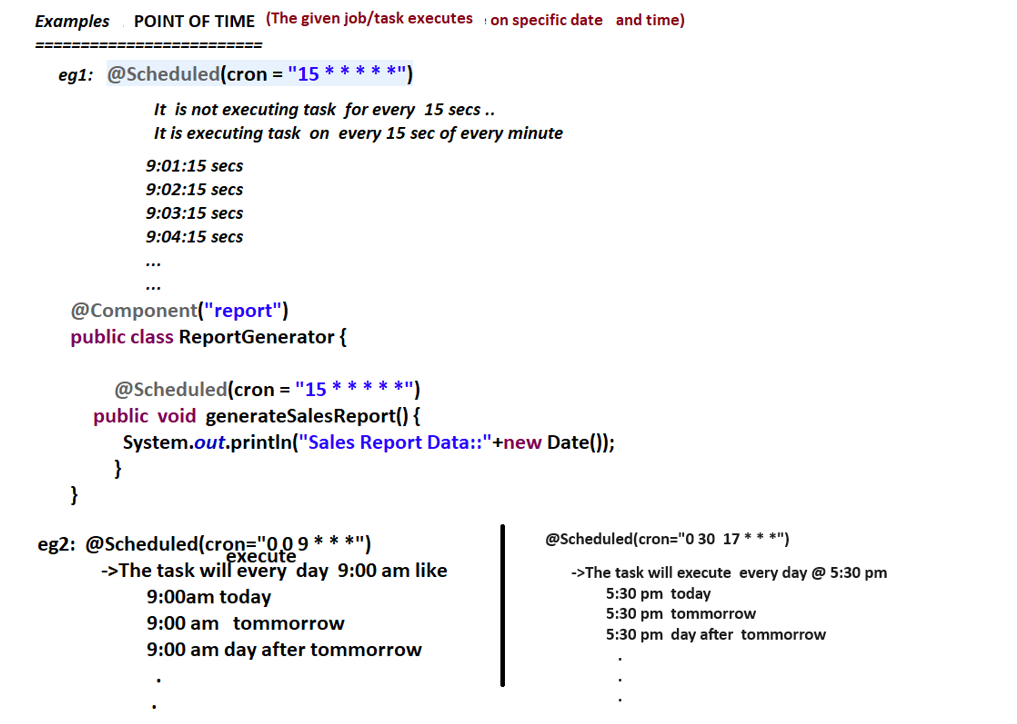 Examples POINT OF TIME (The given job/task executes on specific date and time)
=========================
eg1: @Scheduled(cron = "15 * * * * *")
It is not executing task for every 15 secs ..
It is executing task on every 15 sec of every minute
9:01:15 secs
9:02:15 secs
9:03:15 secs
9:04:15 secs
...
...
@Component("report")
public class ReportGenerator {
@Scheduled(cron = "15 * * * * *")
public void generateSalesReport() {
System.out.println("Sales Report Data::"+new Date());
}
}
eg2: @Scheduled(cron="0 0 9 * * *")
execute
->The task will every day 9:00 am like
9:00am today
9:00 am tommorrow
9:00 am day after tommorrow
.
.
@Scheduled(cron="0 30 17 * * *")
->The task will execute every day @ 5:30 pm
5:30 pm today
5:30 pm tommorrow
5:30 pm day after tommorrow
.
.
.